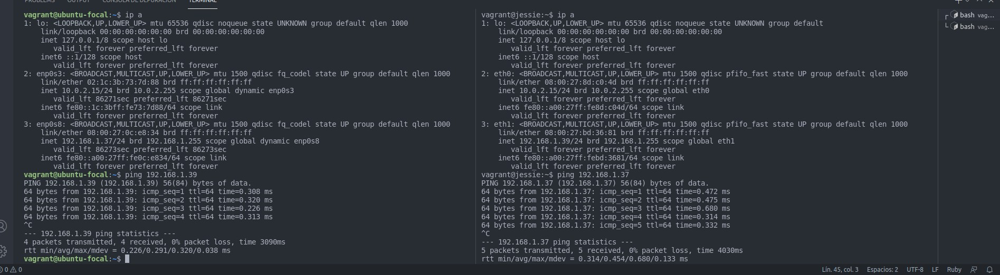 PROBLEMS OUTPUT CONSOLA DE DEPURACIÓN TERMINAL
vagrant@ubuntu-focal:~$ ip a
1: lo: <LOOPBACK,UP,LOWER_UP> mtu 65536 qdisc noqueue state UNKNOWN group default qlen 1000
    link/loopback 00:00:00:00:00:00 brd 00:00:00:00:00:00
    inet 127.0.0.1/8 scope host lo
       valid_lft forever preferred_lft forever
    inet6 ::1/128 scope host
       valid_lft forever preferred_lft forever
2: enp0s3: <BROADCAST,MULTICAST,UP,LOWER_UP> mtu 1500 qdisc fq_codel state UP group default qlen 1000
    link/ether 02:1c:3b:73:7d:88 brd ff:ff:ff:ff:ff:ff
    inet 10.0.2.15/24 brd 10.0.2.255 scope global dynamic enp0s3
       valid_lft 86271sec preferred_lft 86271sec
    inet6 fe80::1c:3bff:fe73:7d88/64 scope link
       valid_lft forever preferred_lft forever
3: enp0s8: <BROADCAST,MULTICAST,UP,LOWER_UP> mtu 1500 qdisc fq_codel state UP group default qlen 1000
    link/ether 08:00:27:0c:e8:34 brd ff:ff:ff:ff:ff:ff
    inet 192.168.1.37/24 brd 192.168.1.255 scope global dynamic enp0s8
       valid_lft 86273sec preferred_lft 86273sec
    inet6 fe80::a00:27ff:fe0c:e834/64 scope link
       valid_lft forever preferred_lft forever
vagrant@ubuntu-focal:~$ ping 192.168.1.39
PING 192.168.1.39 (192.168.1.39) 56(84) bytes of data.
64 bytes from 192.168.1.39: icmp_seq=1 ttl=64 time=0.308 ms
64 bytes from 192.168.1.39: icmp_seq=2 ttl=64 time=0.320 ms
64 bytes from 192.168.1.39: icmp_seq=3 ttl=64 time=0.226 ms
64 bytes from 192.168.1.39: icmp_seq=4 ttl=64 time=0.313 ms
^C
--- 192.168.1.39 ping statistics ---
4 packets transmitted, 4 received, 0% packet loss, time 3090ms
rtt min/avg/max/mdev = 0.226/0.291/0.320/0.038 ms
vagrant@ubuntu-focal:~$
vagrant@jessie:~$ ip a
1: lo: <LOOPBACK,UP,LOWER_UP> mtu 65536 qdisc noqueue state UNKNOWN group default
    link/loopback 00:00:00:00:00:00 brd 00:00:00:00:00:00
    inet 127.0.0.1/8 scope host lo
       valid_lft forever preferred_lft forever
    inet6 ::1/128 scope host
       valid_lft forever preferred_lft forever
2: eth0: <BROADCAST,MULTICAST,UP,LOWER_UP> mtu 1500 qdisc pfifo_fast state UP group default qlen 1000
    link/ether 08:00:27:8d:c0:4d brd ff:ff:ff:ff:ff:ff
    inet 10.0.2.15/24 brd 10.0.2.255 scope global eth0
       valid_lft forever preferred_lft forever
    inet6 fe80::a00:27ff:fe8d:c04d/64 scope link
       valid_lft forever preferred_lft forever
3: eth1: <BROADCAST,MULTICAST,UP,LOWER_UP> mtu 1500 qdisc pfifo_fast state UP group default qlen 1000
    link/ether 08:00:27:bd:36:81 brd ff:ff:ff:ff:ff:ff
    inet 192.168.1.39/24 brd 192.168.1.255 scope global eth1
       valid_lft forever preferred_lft forever
    inet6 fe80::a00:27ff:febd:3681/64 scope link
       valid_lft forever preferred_lft forever
vagrant@jessie:~$ ping 192.168.1.37
PING 192.168.1.37 (192.168.1.37) 56(84) bytes of data.
64 bytes from 192.168.1.37: icmp_seq=1 ttl=64 time=0.472 ms
64 bytes from 192.168.1.37: icmp_seq=2 ttl=64 time=0.475 ms
64 bytes from 192.168.1.37: icmp_seq=3 ttl=64 time=0.680 ms
64 bytes from 192.168.1.37: icmp_seq=4 ttl=64 time=0.314 ms
64 bytes from 192.168.1.37: icmp_seq=5 ttl=64 time=0.332 ms
^C
--- 192.168.1.37 ping statistics ---
5 packets transmitted, 5 received, 0% packet loss, time 4030ms
rtt min/avg/max/mdev = 0.314/0.454/0.680/0.133 ms
bash vag...
bash vag...
0 0 Lín. 45, col. 3 Espacios: 2 UTF-8 LF Ruby